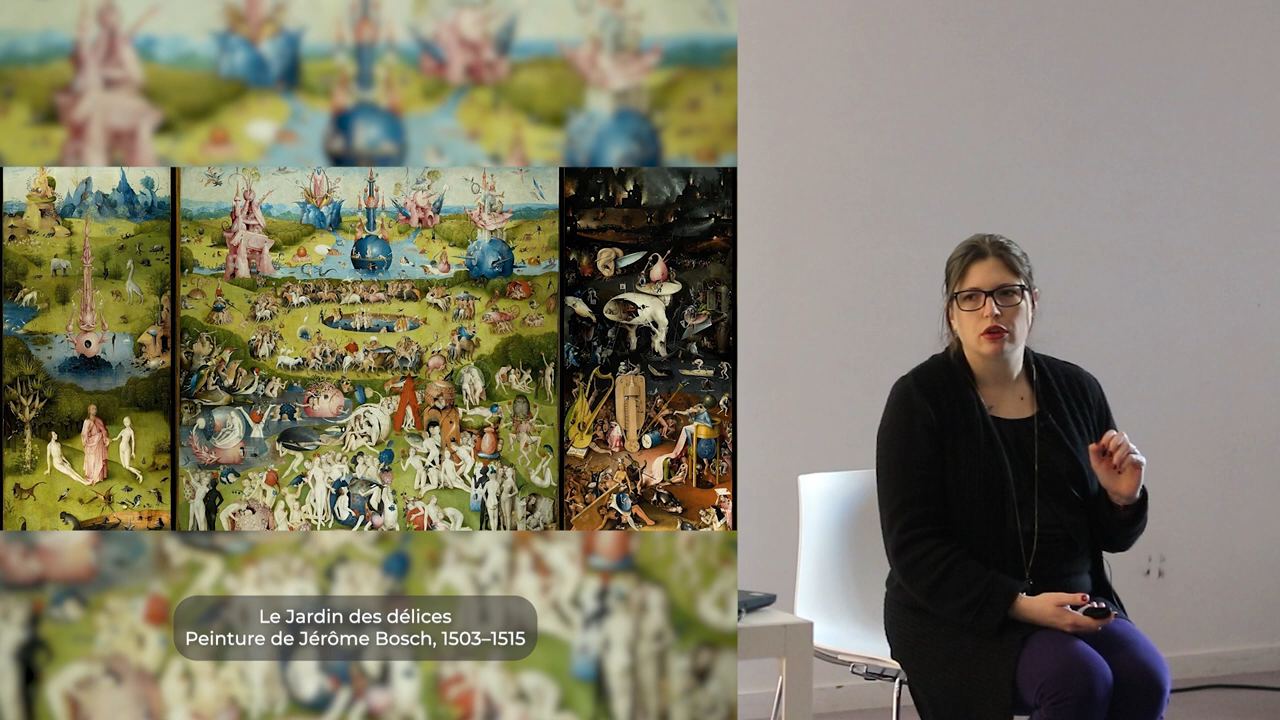 Le Jardin des délices
Peinture de Jérôme Bosch, 1503–1515